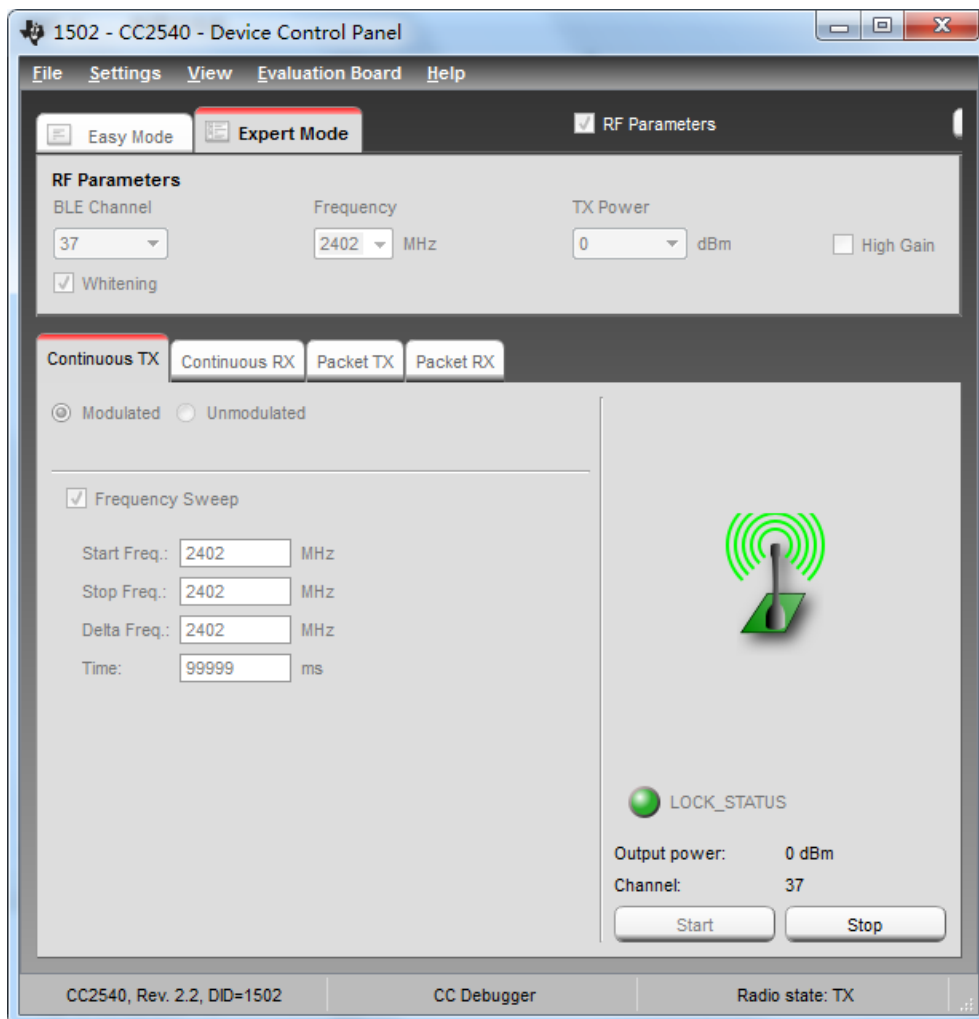 1502 - CC2540 - Device Control Panel
File Settings View Evaluation Board Help
Easy Mode Expert Mode RF Parameters
RF Parameters
BLE Channel Frequency TX Power
37 2402 MHz 0 dBm High Gain
Whitening
Continuous TX Continuous RX Packet TX Packet RX
Modulated Unmodulated
Frequency Sweep
Start Freq.: 2402 MHz
Stop Freq.: 2402 MHz
Delta Freq.: 2402 MHz
Time: 99999 ms
LOCK_STATUS
Output power: 0 dBm
Channel: 37
Start Stop
CC2540, Rev. 2.2, DID=1502 CC Debugger Radio state: TX